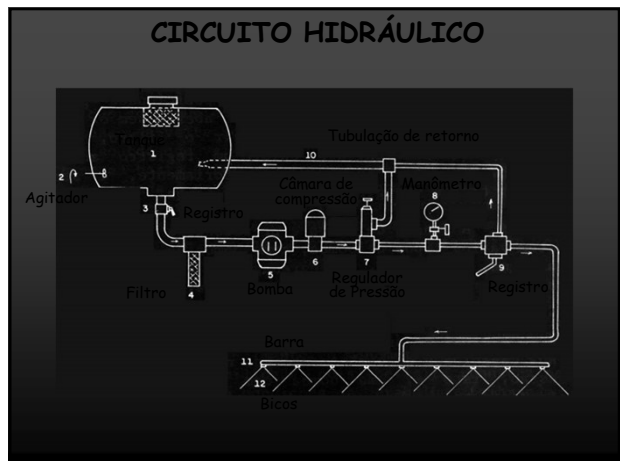 CIRCUITO HIDRÁULICO
Tanque
1
Tubulação de retorno
10
2
Agitador
3
Registro
Câmara de
compressão
Manômetro
8
Filtro
4
5
Bomba
6
7
Regulador
de Pressão
9
Registro
Barra
11
12
Bicos